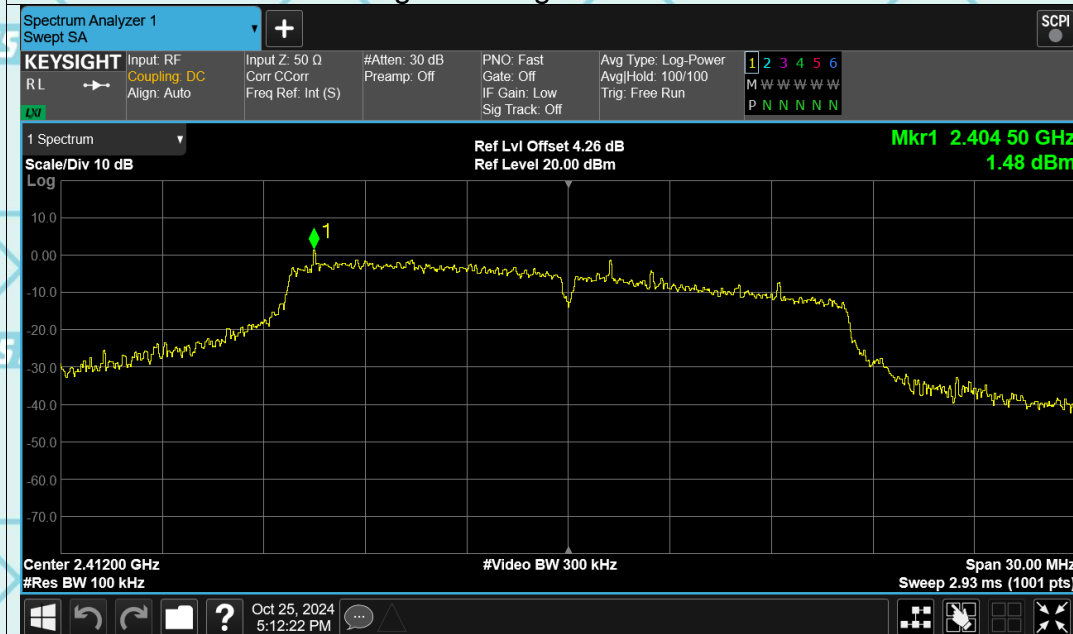 Spectrum Analyzer 1
Swept SA
+
SCPI
KEYSIGHT
R L
LXI
Input: RF
Coupling: DC
Align: Auto
Input Z: 50 Ω
Corr CCorr
Freq Ref: Int (S)
#Atten: 30 dB
Preamp: Off
PNO: Fast
Gate: Off
IF Gain: Low
Sig Track: Off
Avg Type: Log-Power
Avg|Hold: 100/100
Trig: Free Run
1 2 3 4 5 6
M W W W W W
P N N N N N
1 Spectrum
Scale/Div 10 dB
Log
Ref Lvl Offset 4.26 dB
Ref Level 20.00 dBm
Mkr1 2.404 50 GHz
1.48 dBm
1
10.0
0.00
-10.0
-20.0
-30.0
-40.0
-50.0
-60.0
-70.0
Center 2.41200 GHz
#Res BW 100 kHz
#Video BW 300 kHz
Span 30.00 MHz
Sweep 2.93 ms (1001 pts)
?
Oct 25, 2024
5:12:22 PM